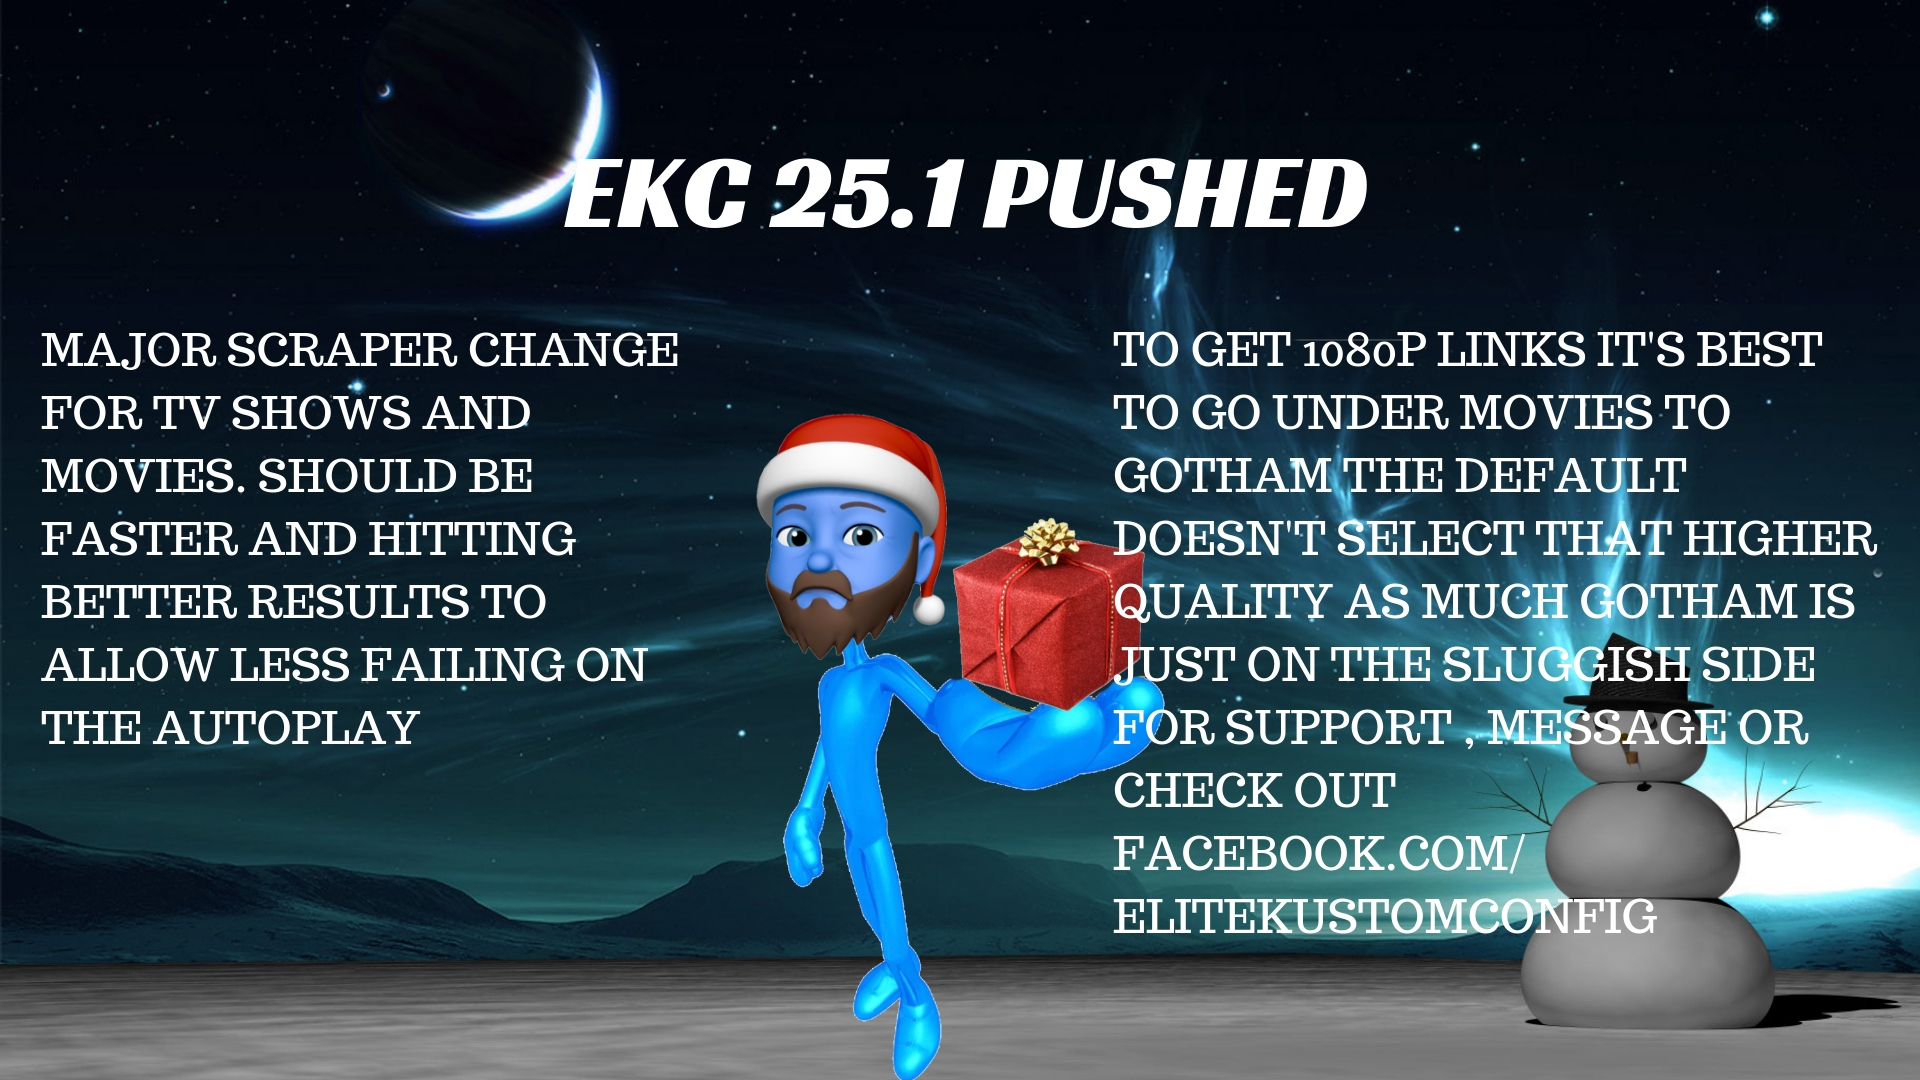 EKC 25.1 PUSHED
MAJOR SCRAPER CHANGE
FOR TV SHOWS AND
MOVIES. SHOULD BE
FASTER AND HITTING
BETTER RESULTS TO
ALLOW LESS FAILING ON
THE AUTOPLAY
TO GET 1080P LINKS IT'S BEST
TO GO UNDER MOVIES TO
GOTHAM THE DEFAULT
DOESN'T SELECT THAT HIGHER
QUALITY AS MUCH GOTHAM IS
JUST ON THE SLUGGISH SIDE
FOR SUPPORT , MESSAGE OR
CHECK OUT
FACEBOOK.COM/
ELITEKUSTOMCONFIG